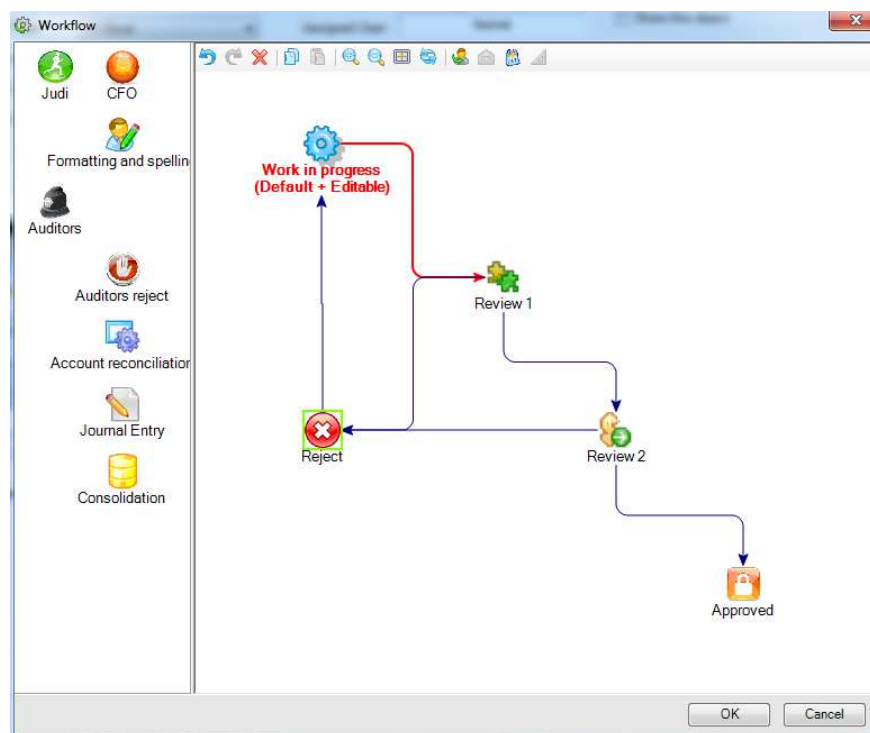 Workflow
Judi
CFO
Formatting and spellin
Auditors
Auditors reject
Account reconciliation
Journal Entry
Consolidation
Work in progress
(Default + Editable)
Review 1
Reject
Review 2
Approved
OK
Cancel